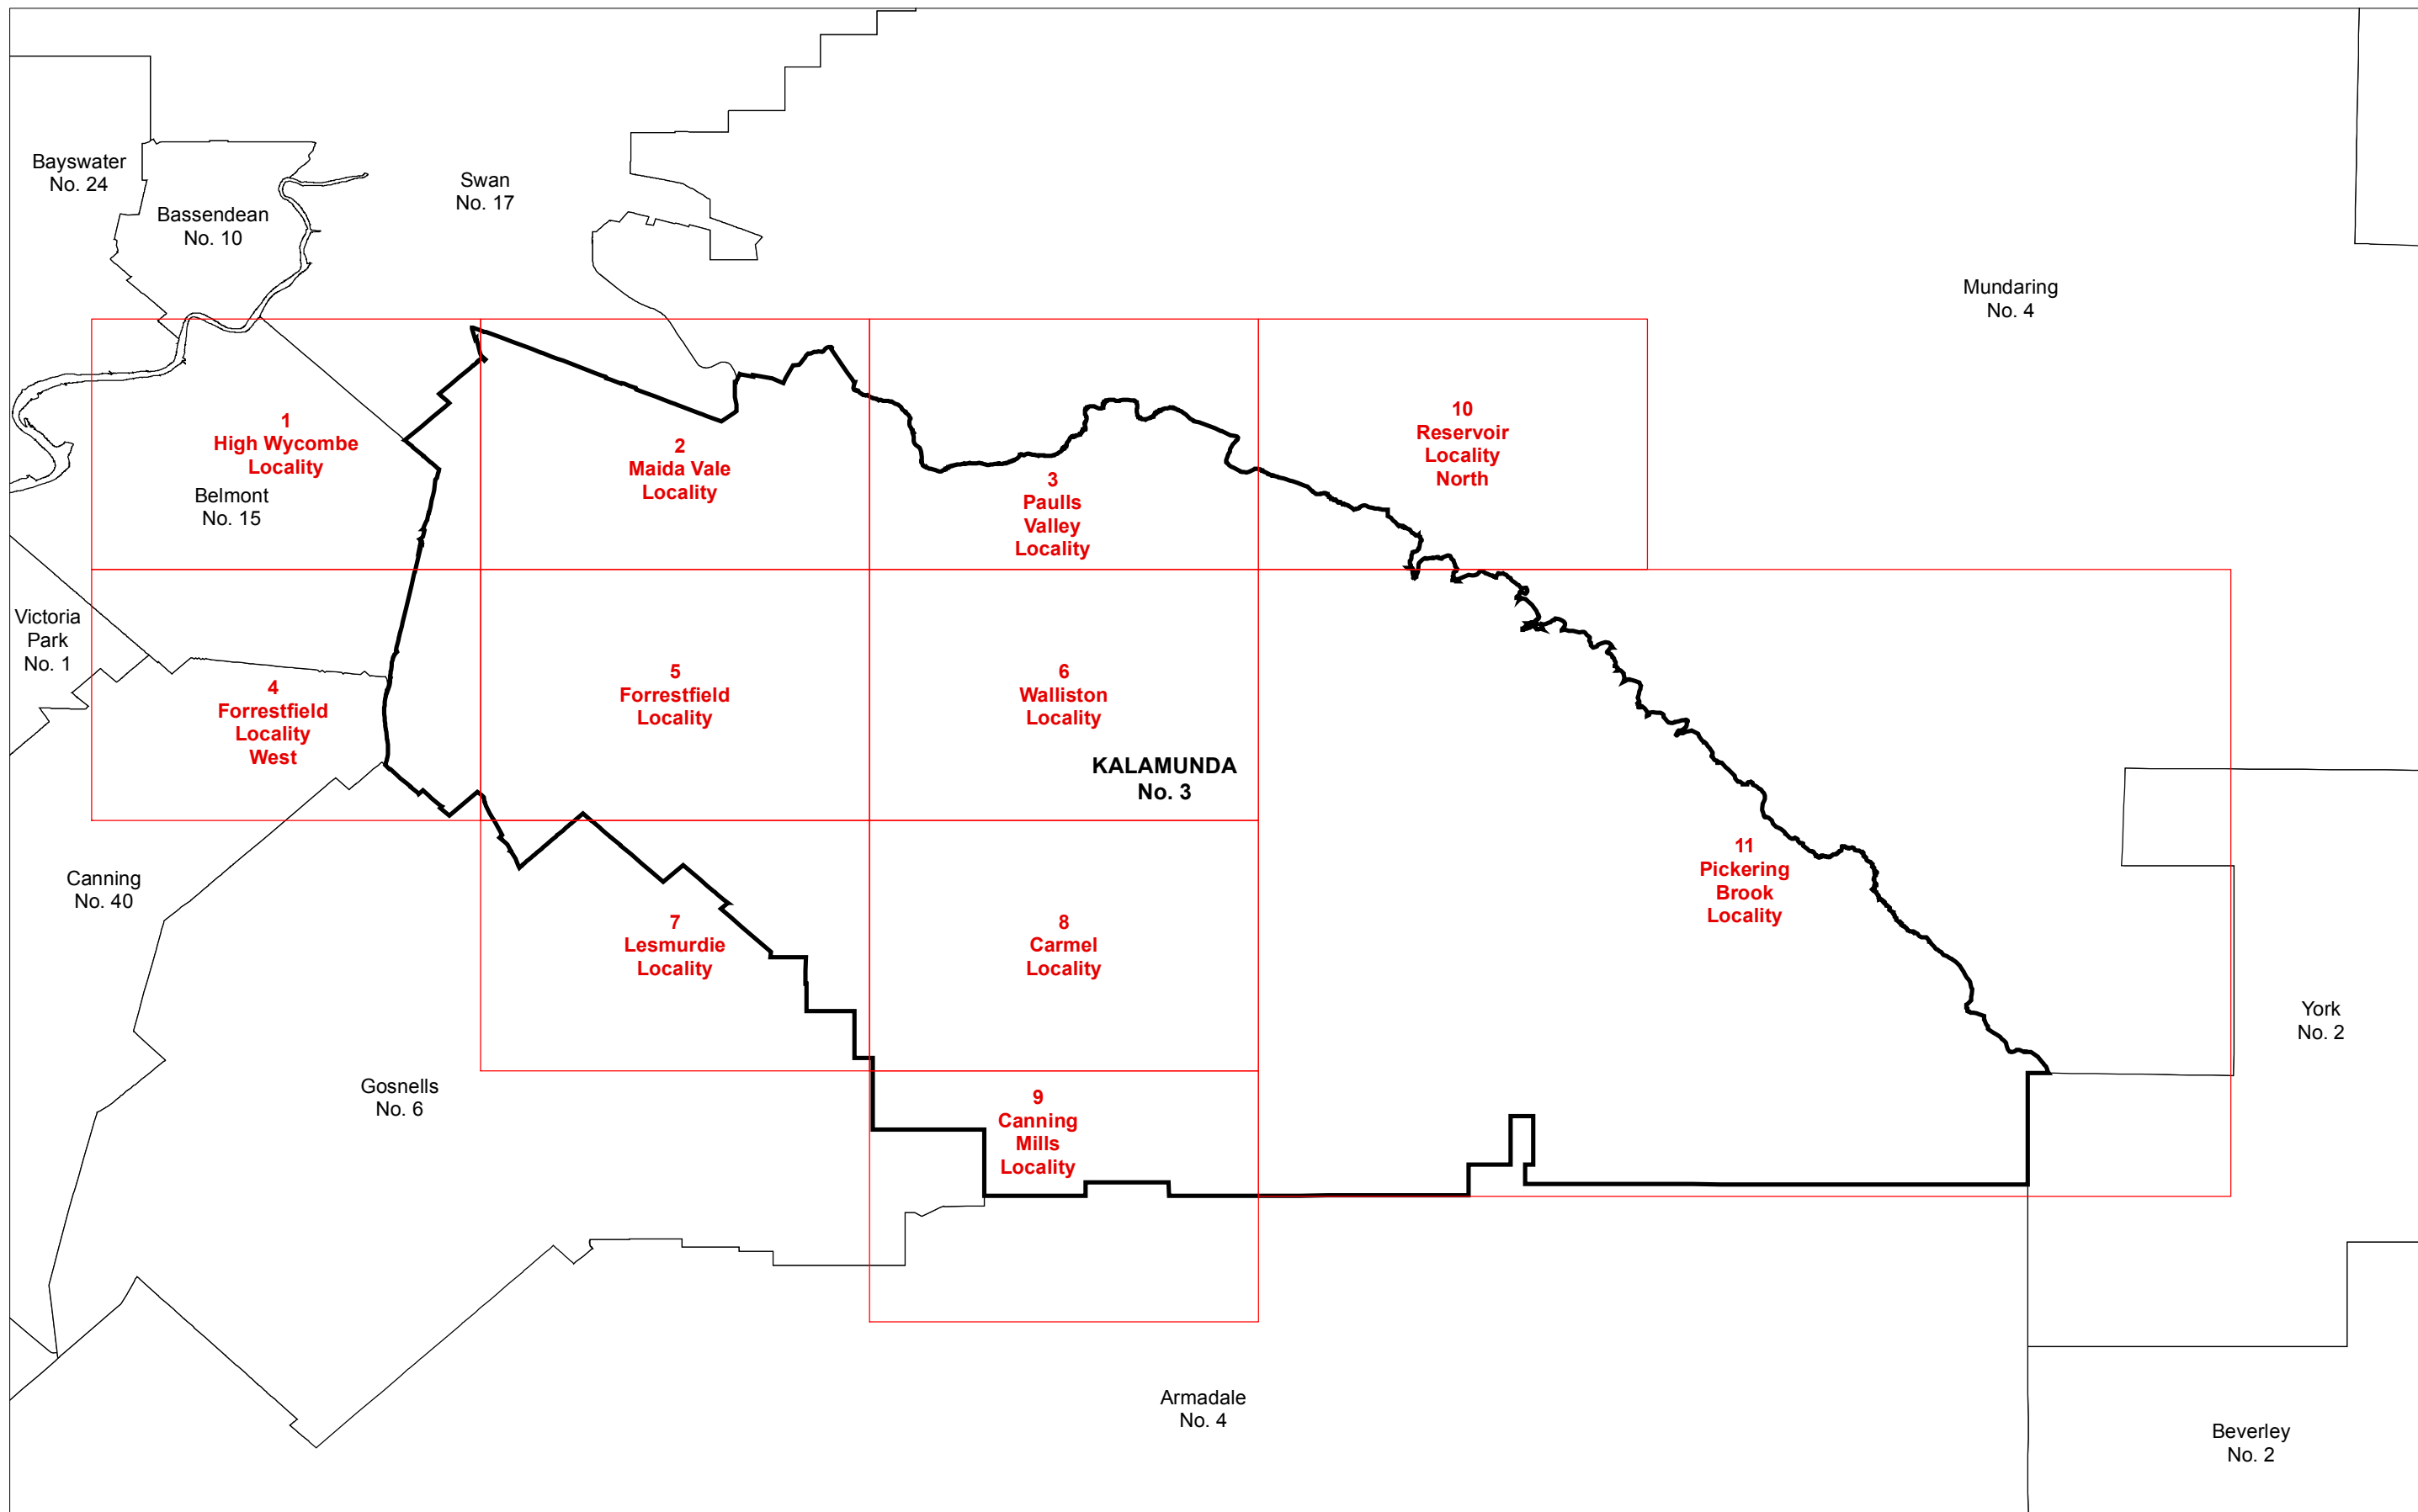 Bayswater
No. 24
Bassendean
No. 10
Swan
No. 17
Mundaring
No. 4
1
High Wycombe
Locality
Belmont
No. 15
2
Maida Vale
Locality
3
Paulls
Valley
Locality
10
Reservoir
Locality
North
Victoria
Park
No. 1
4
Forrestfield
Locality
West
5
Forrestfield
Locality
6
Walliston
Locality
KALAMUNDA
No. 3
11
Pickering
Brook
Locality
Canning
No. 40
7
Lesmurdie
Locality
8
Carmel
Locality
York
No. 2
Gosnells
No. 6
9
Canning
Mills
Locality
Armadale
No. 4
Beverley
No. 2